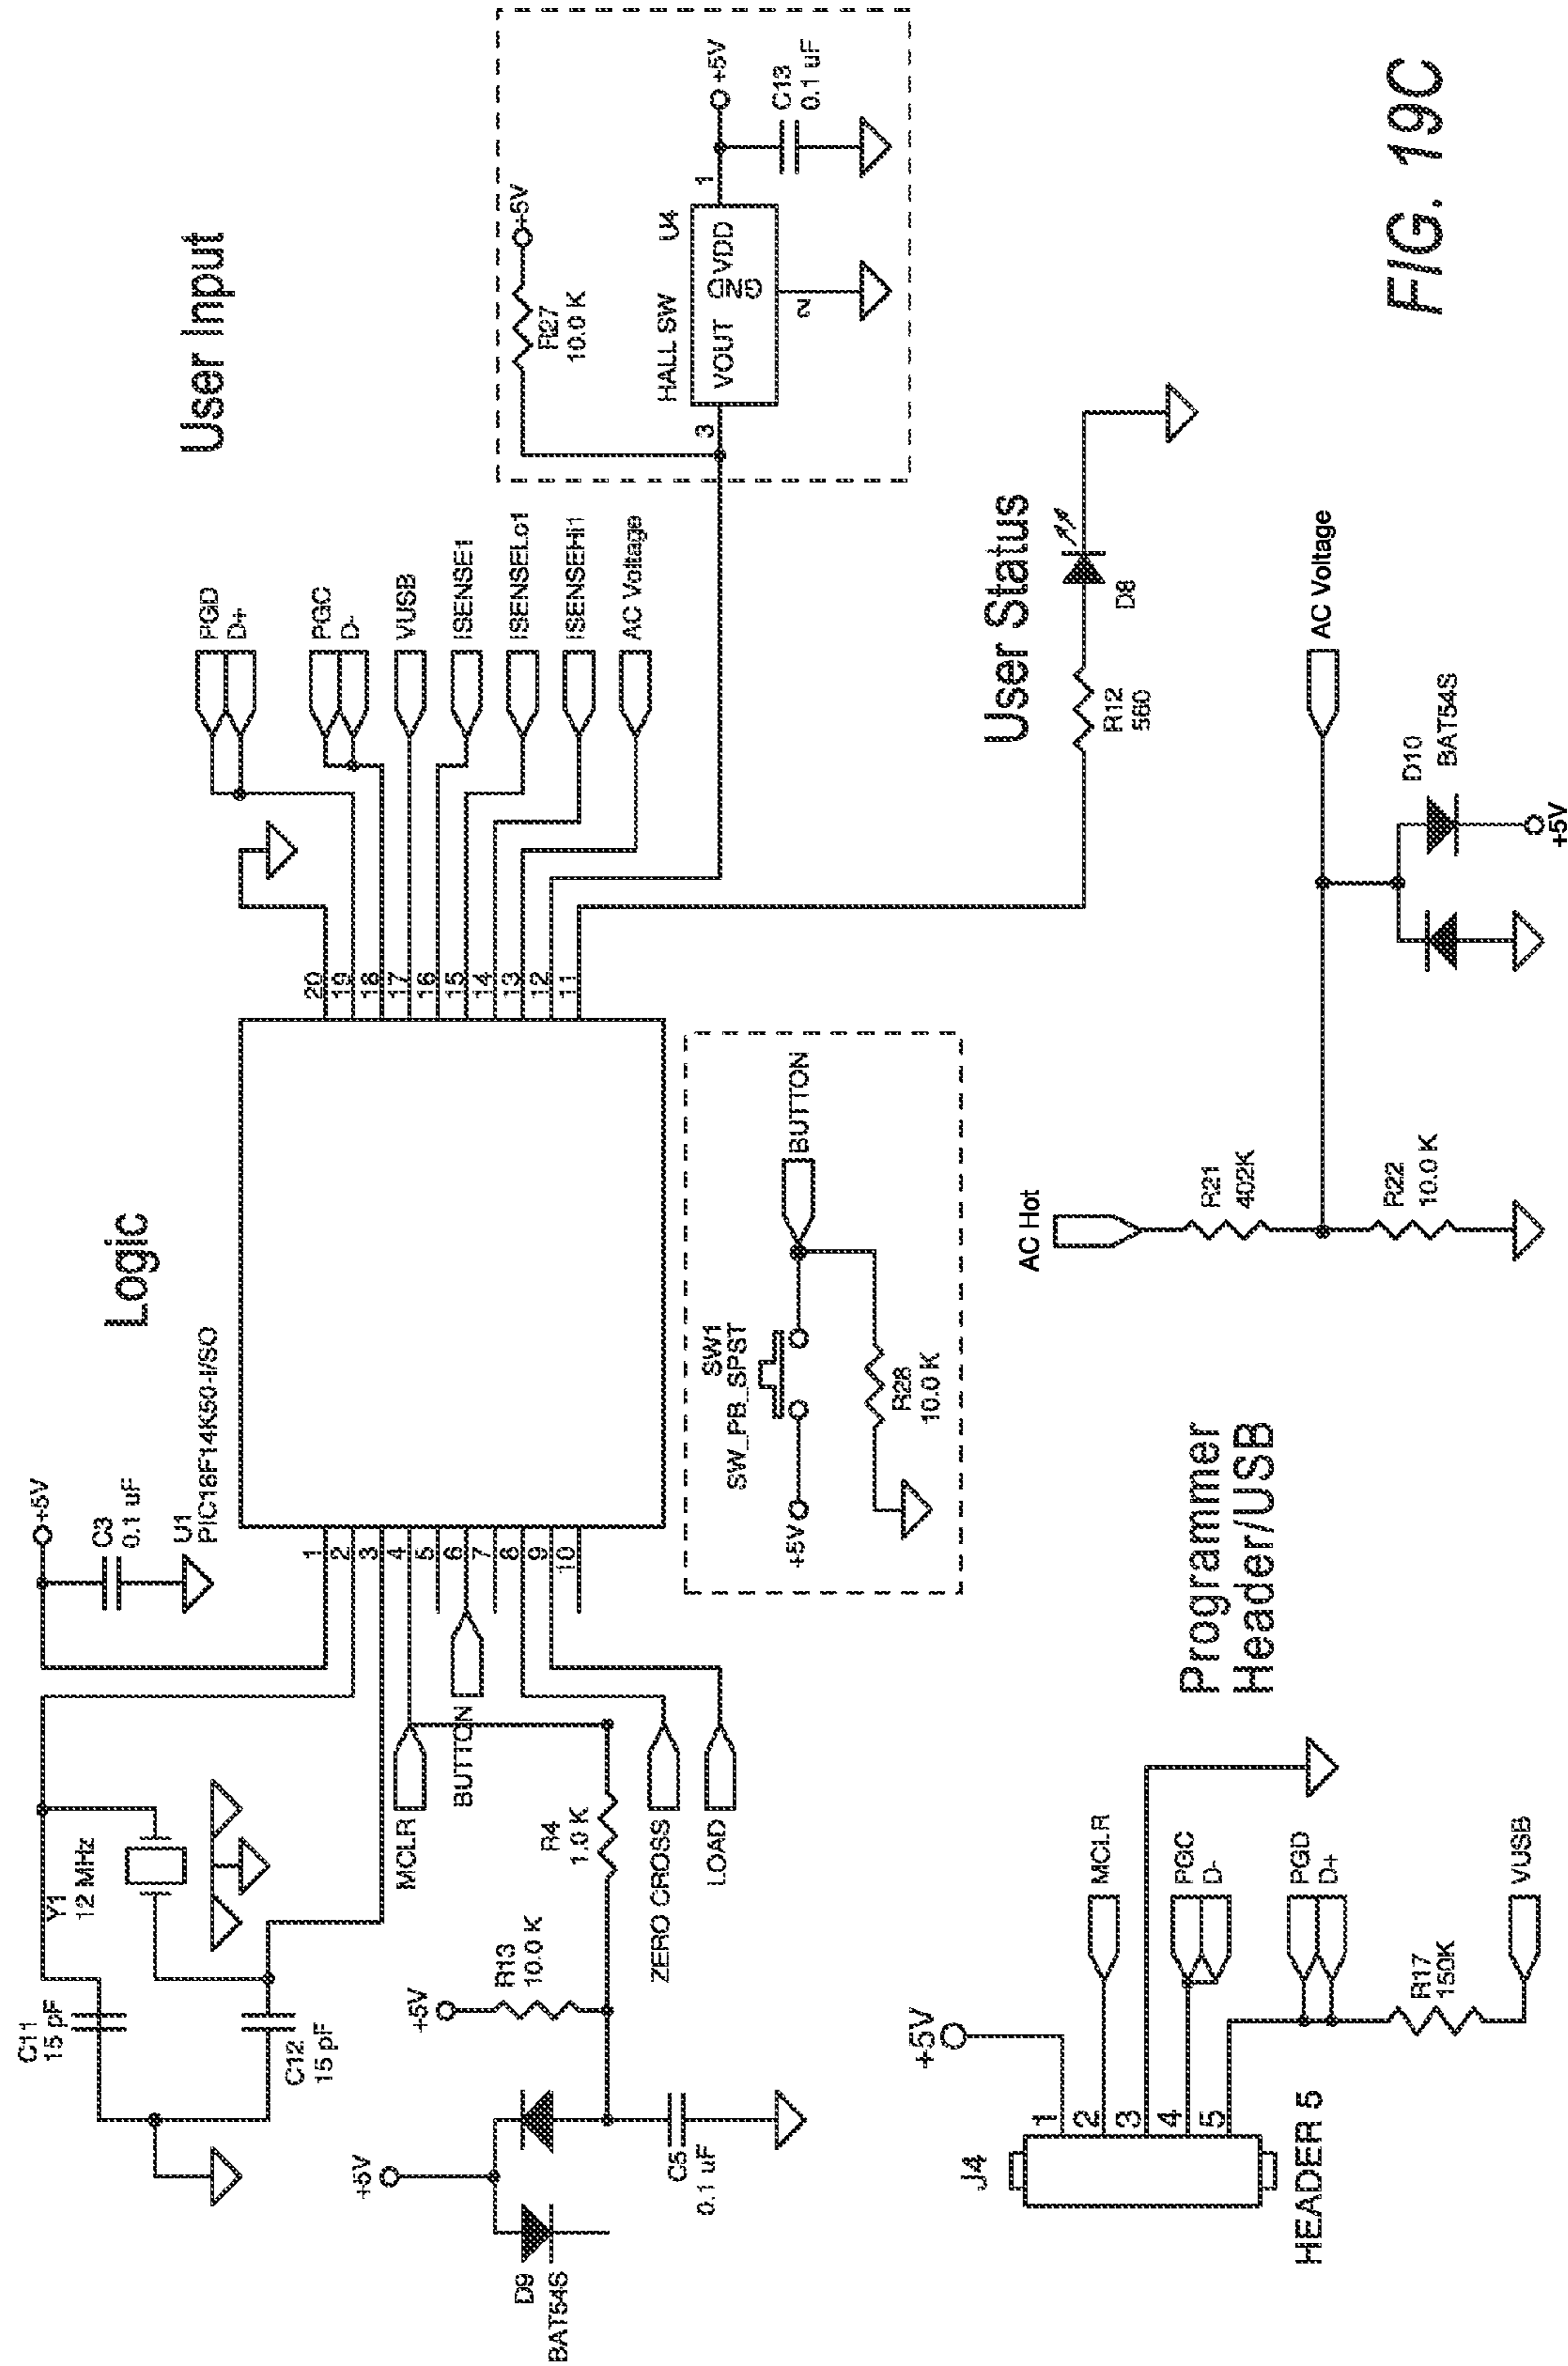 Logic
User Input
+5V
C3
0.1 uF
U1
PIC18F14K50-I/SO
C11
15 pF
Y1
12 MHz
C12
15 pF
1
2
3
4
5
6
7
8
9
10
20
19
18
17
16
15
14
13
12
11
PGD
D+
PGC
D-
VUSB
ISENSE1
ISENSELo1
ISENSEHi1
AC Voltage
MCLR
BUTTON
ZERO CROSS
LOAD
R4
1.0 K
+5V
R13
10.0 K
+5V
D9
BAT54S
C5
0.1 uF
+5V
R27
10.0 K
HALL SW
U4
VOUT
GND
VDD
3
2
1
+5V
C13
0.1 uF
SW1
SW_PB_SPST
+5V
BUTTON
R28
10.0 K
User Status
R12
560
D8
Programmer
Header/USB
J4
HEADER 5
+5V
1
2
3
4
5
MCLR
PGC
D-
PGD
D+
R17
150K
VUSB
AC Hot
R21
402K
R22
10.0 K
AC Voltage
D10
BAT54S
+5V
FIG. 19C